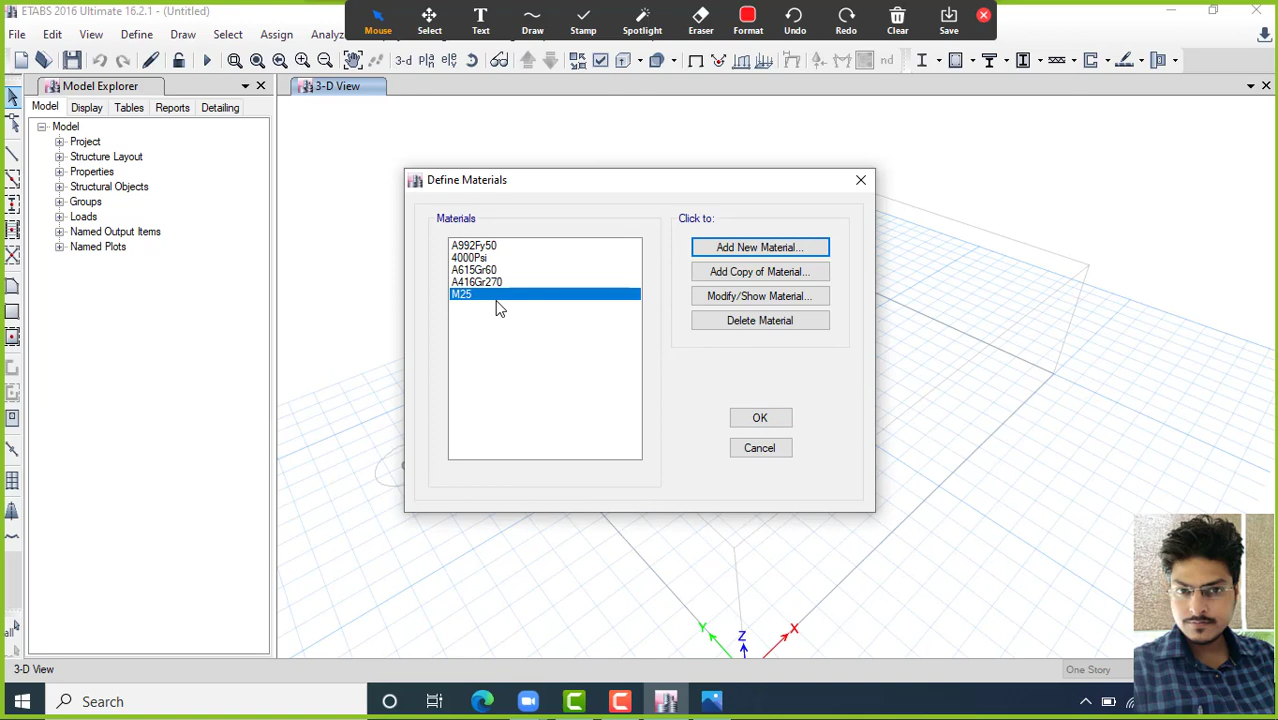 ETABS 2016 Ultimate 16.2.1 - (Untitled)
Mouse Select Text Draw Stamp Spotlight Eraser Format Undo Redo Clear Save
File Edit View Define Draw Select Assign
3-d
nd
Model Explorer
3-D View
Model Display Tables Reports Detailing
Model
Project
Structure Layout
Properties
Structural Objects
Groups
Loads
Named Output Items
Named Plots
Define Materials
Materials
A992Fy50
4000Psi
A615Gr60
A416Gr270
M25
Click to:
Add New Material...
Add Copy of Material...
Modify/Show Material...
Delete Material
OK
Cancel
Y
Z
X
all
3-D View
One Story
Search